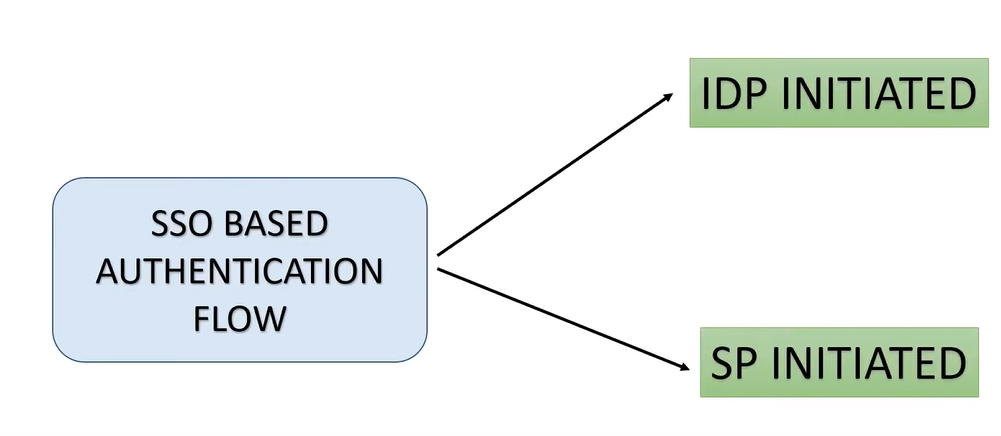 IDP INITIATED
SSO BASED
AUTHENTICATION
FLOW
SP INITIATED